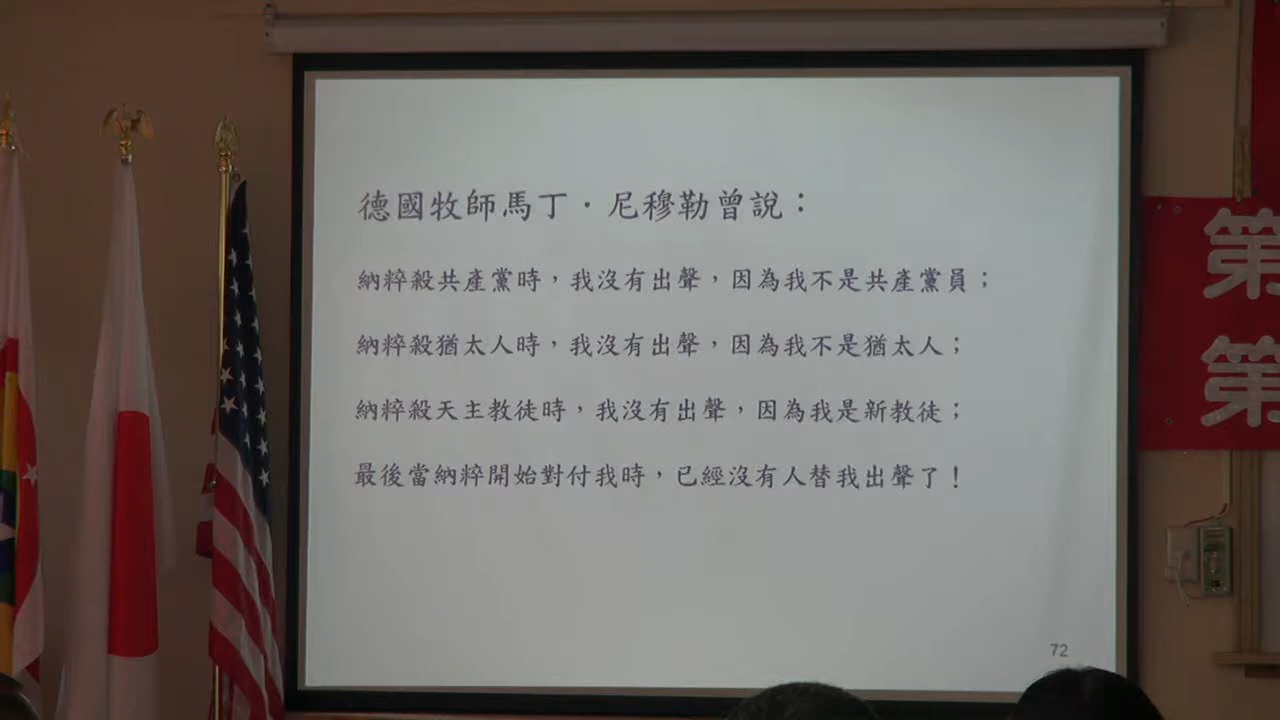 德國牧師馬丁·尼穆勒曾說：
納粹殺共產黨時，我沒有出聲，因為我不是共產黨員；
納粹殺猶太人時，我沒有出聲，因為我不是猶太人；
納粹殺天主教徒時，我沒有出聲，因為我是新教徒；
最後當納粹開始對付我時，已經沒有人替我出聲了！
72
第
第